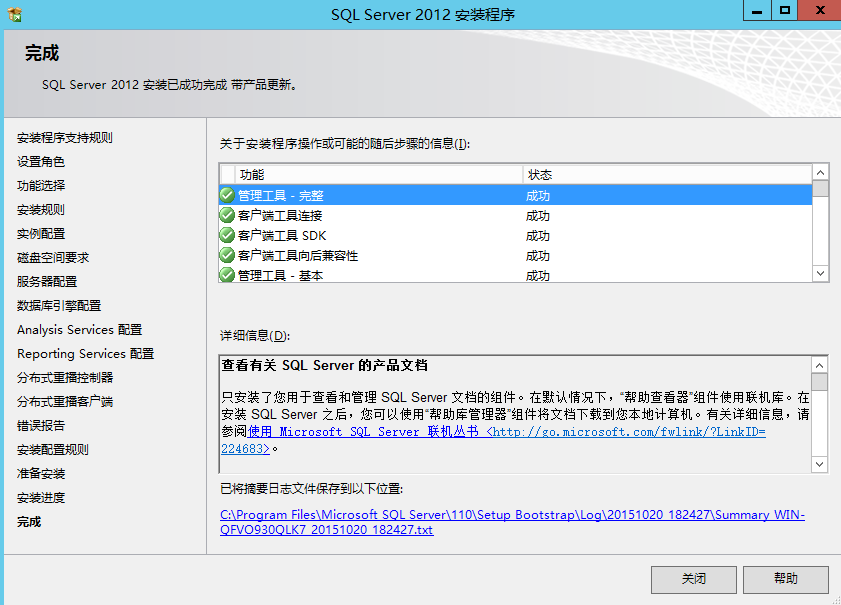 SQL Server 2012 安装程序
完成
SQL Server 2012 安装已成功完成 带产品更新。
安装程序支持规则
设置角色
功能选择
安装规则
实例配置
磁盘空间要求
服务器配置
数据库引擎配置
Analysis Services 配置
Reporting Services 配置
分布式重播控制器
分布式重播客户端
错误报告
安装配置规则
准备安装
安装进度
完成
关于安装程序操作或可能的随后步骤的信息(I):
功能 状态
管理工具 - 完整 成功
客户端工具连接 成功
客户端工具 SDK 成功
客户端工具向后兼容性 成功
管理工具 - 基本 成功
详细信息(D):
查看有关 SQL Server 的产品文档
只安装了您用于查看和管理 SQL Server 文档的组件。在默认情况下，“帮助查看器”组件使用联机库。在
安装 SQL Server 之后，您可以使用“帮助库管理器”组件将文档下载到您本地计算机。有关详细信息，请
参阅使用 Microsoft SQL Server 联机丛书 <http://go.microsoft.com/fwlink/?LinkID=
224683>。
已将摘要日志文件保存到以下位置:
C:\Program Files\Microsoft SQL Server\110\Setup Bootstrap\Log\20151020_182427\Summary_WIN-
QFVO930QLK7_20151020_182427.txt
关闭 帮助